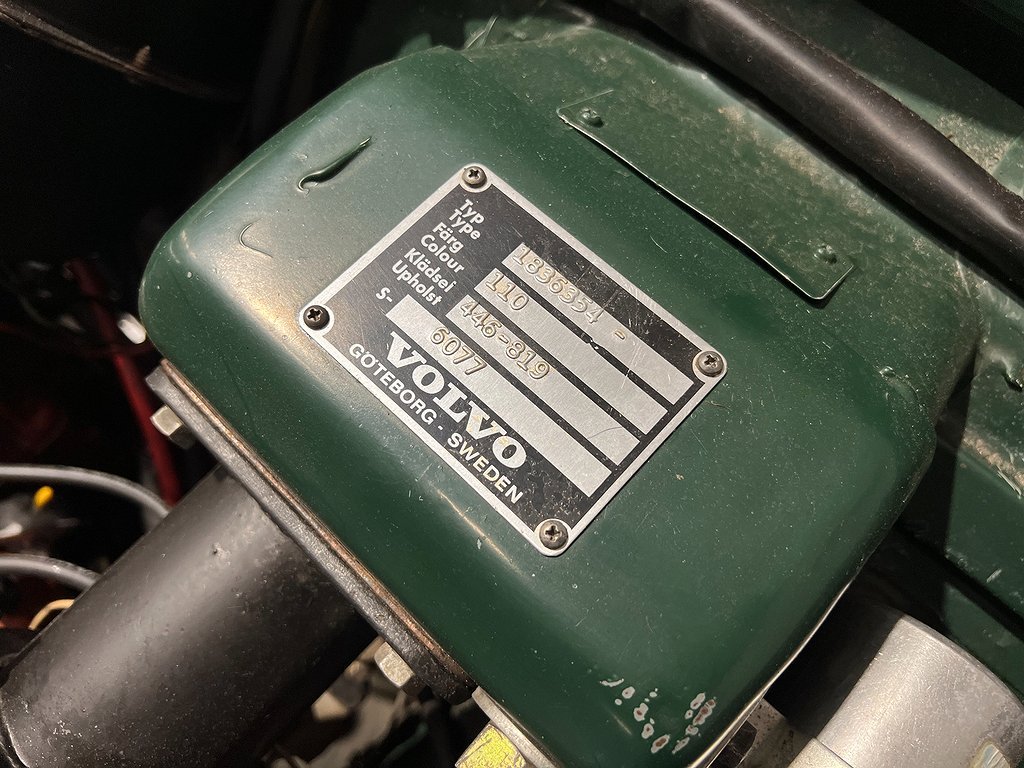 Typ
Type
1836354 -
Färg
Colour
110
Klädsel
Upholst
446-819
S-
6077
VOLVO
GÖTEBORG - SWEDEN